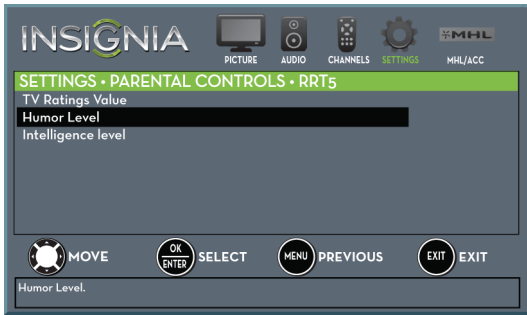 INSIGNIA
PICTURE AUDIO CHANNELS SETTINGS MHL/ACC
MHL
SETTINGS • PARENTAL CONTROLS • RRT5
TV Ratings Value
Humor Level
Intelligence level
MOVE OK ENTER SELECT MENU PREVIOUS EXIT EXIT
Humor Level.